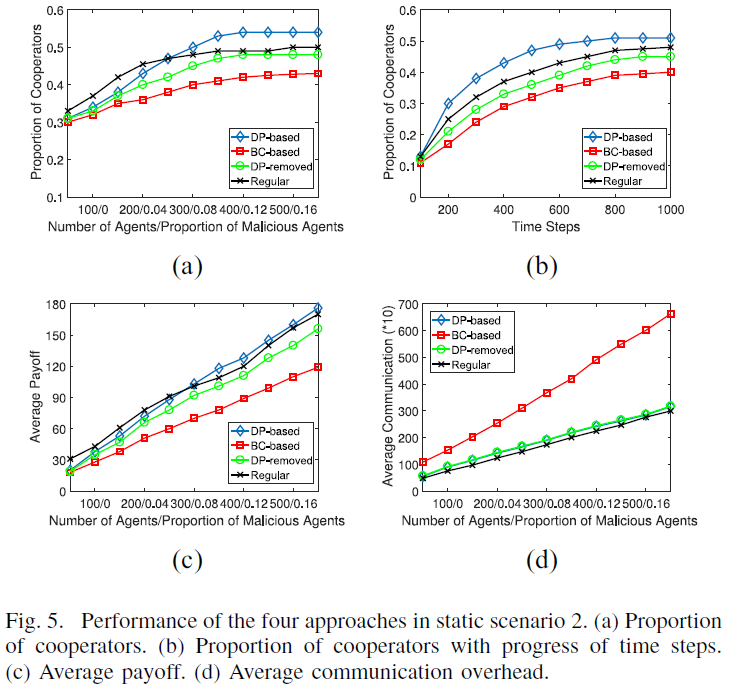 0.6
0.5
0.4
0.3
0.2
0.1
Proportion of Cooperators
DP-based
BC-based
DP-removed
Regular
100/0 200/0.04 300/0.08 400/0.12 500/0.16
Number of Agents/Proportion of Malicious Agents
(a)
0.6
0.5
0.4
0.3
0.2
0.1
0
Proportion of Cooperators
DP-based
BC-based
DP-removed
Regular
200 400 600 800 1000
Time Steps
(b)
180
150
120
90
60
30
0
Average Payoff
DP-based
BC-based
DP-removed
Regular
100/0 200/0.04 300/0.08 400/0.12 500/0.16
Number of Agents/Proportion of Malicious Agents
(c)
700
600
500
400
300
200
100
0
Average Communication (*10)
DP-based
BC-based
DP-removed
Regular
100/0 200/0.04 300/0.08 400/0.12 500/0.16
Number of Agents/Proportion of Malicious Agents
(d)
Fig. 5. Performance of the four approaches in static scenario 2. (a) Proportion
of cooperators. (b) Proportion of cooperators with progress of time steps.
(c) Average payoff. (d) Average communication overhead.